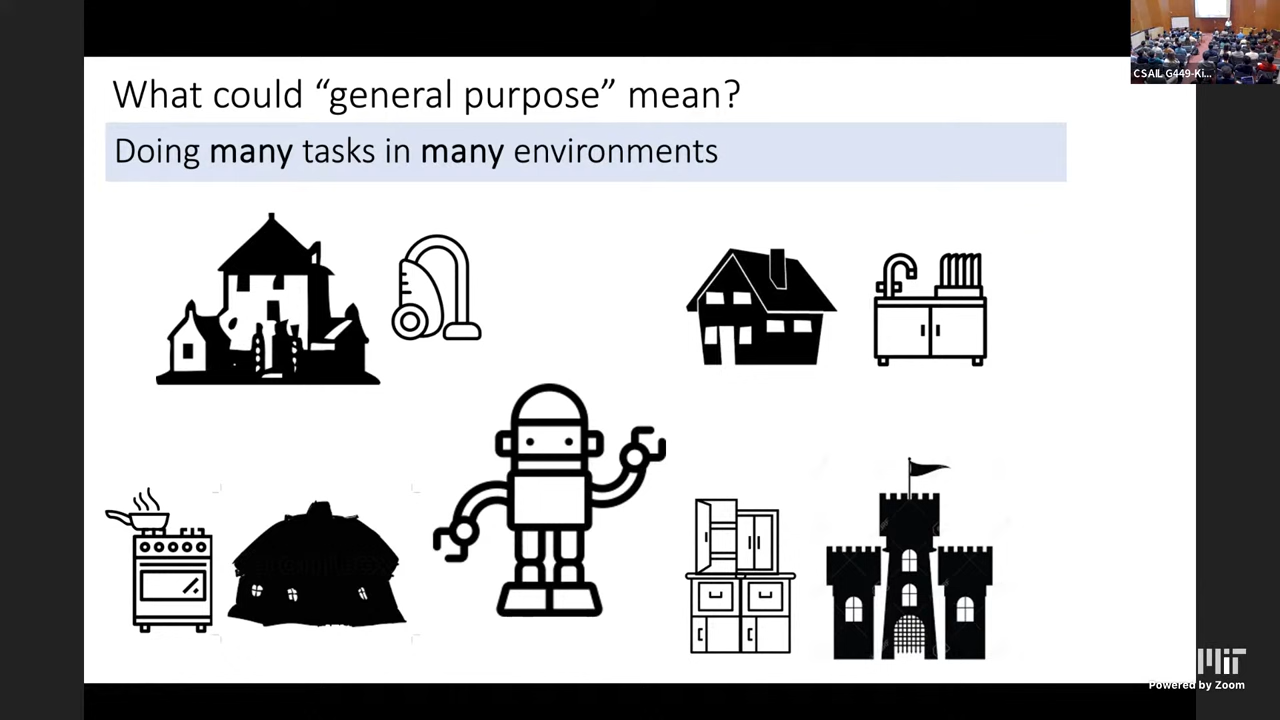 What could “general purpose” mean?
Doing many tasks in many environments
CSAIL G449-Ki...
MIT
Powered by Zoom